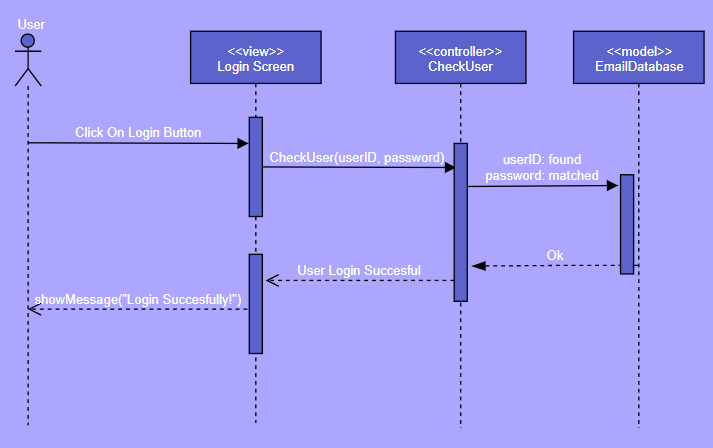 User
<<view>>
Login Screen
<<controller>>
CheckUser
<<model>>
EmailDatabase
Click On Login Button
CheckUser(userID, password)
userID: found
password: matched
Ok
User Login Succesful
showMessage("Login Succesfully!")